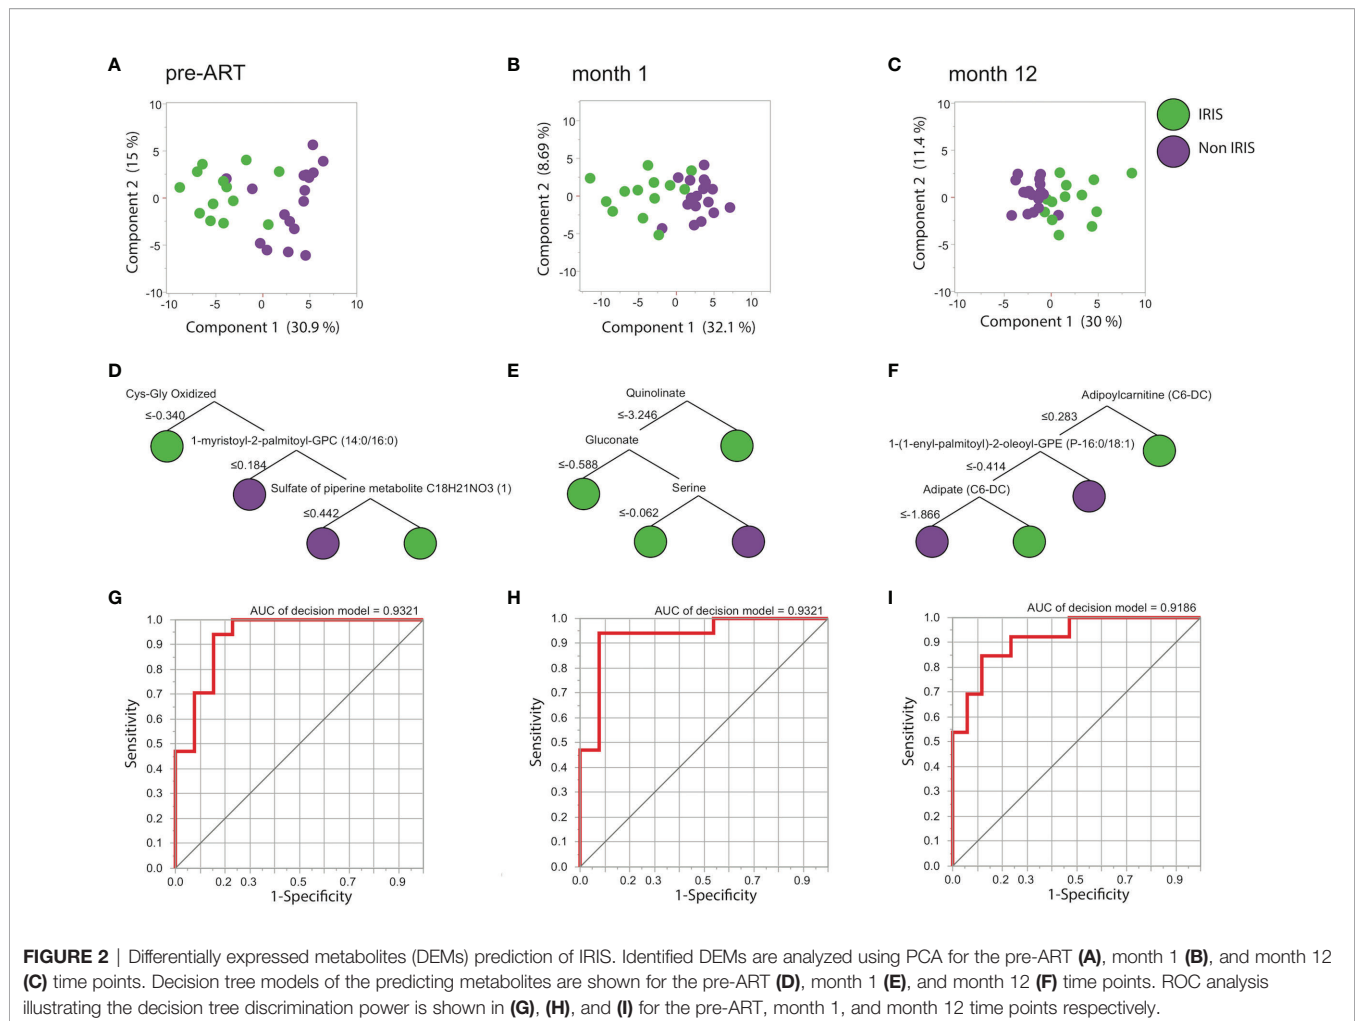 A pre-ART
B month 1
C month 12
IRIS
Non IRIS
Component 2 (15 %)
10
5
0
-5
-10
-10 -5 0 5 10
Component 1 (30.9 %)
Component 2 (8.69 %)
10
5
0
-5
-10
-10 -5 0 5 10
Component 1 (32.1 %)
Component 2 (11.4 %)
10
5
0
-5
-10
-10 -5 0 5 10
Component 1 (30 %)
D
Cys-Gly Oxidized
≤-0.340
1-myristoyl-2-palmitoyl-GPC (14:0/16:0)
≤0.184
Sulfate of piperine metabolite C18H21NO3 (1)
≤0.442
E
Quinolinate
≤-3.246
Gluconate
≤-0.588
Serine
≤-0.062
F
Adipoylcarnitine (C6-DC)
≤0.283
1-(1-enyl-palmitoyl)-2-oleoyl-GPE (P-16:0/18:1)
≤-0.414
Adipate (C6-DC)
≤-1.866
G
AUC of decision model = 0.9321
Sensitivity
1.0
0.9
0.8
0.7
0.6
0.5
0.4
0.3
0.2
0.1
0.0
0.0 0.2 0.3 0.5 0.7 0.9
1-Specificity
H
AUC of decision model = 0.9321
Sensitivity
1.0
0.9
0.8
0.7
0.6
0.5
0.4
0.3
0.2
0.1
0.0
0.0 0.2 0.3 0.5 0.7 0.9
1-Specificity
I
AUC of decision model = 0.9186
Sensitivity
1.0
0.9
0.8
0.7
0.6
0.5
0.4
0.3
0.2
0.1
0.0
0.0 0.2 0.3 0.5 0.7 0.9
1-Specificity
FIGURE 2 | Differentially expressed metabolites (DEMs) prediction of IRIS. Identified DEMs are analyzed using PCA for the pre-ART (A), month 1 (B), and month 12
(C) time points. Decision tree models of the predicting metabolites are shown for the pre-ART (D), month 1 (E), and month 12 (F) time points. ROC analysis
illustrating the decision tree discrimination power is shown in (G), (H), and (I) for the pre-ART, month 1, and month 12 time points respectively.